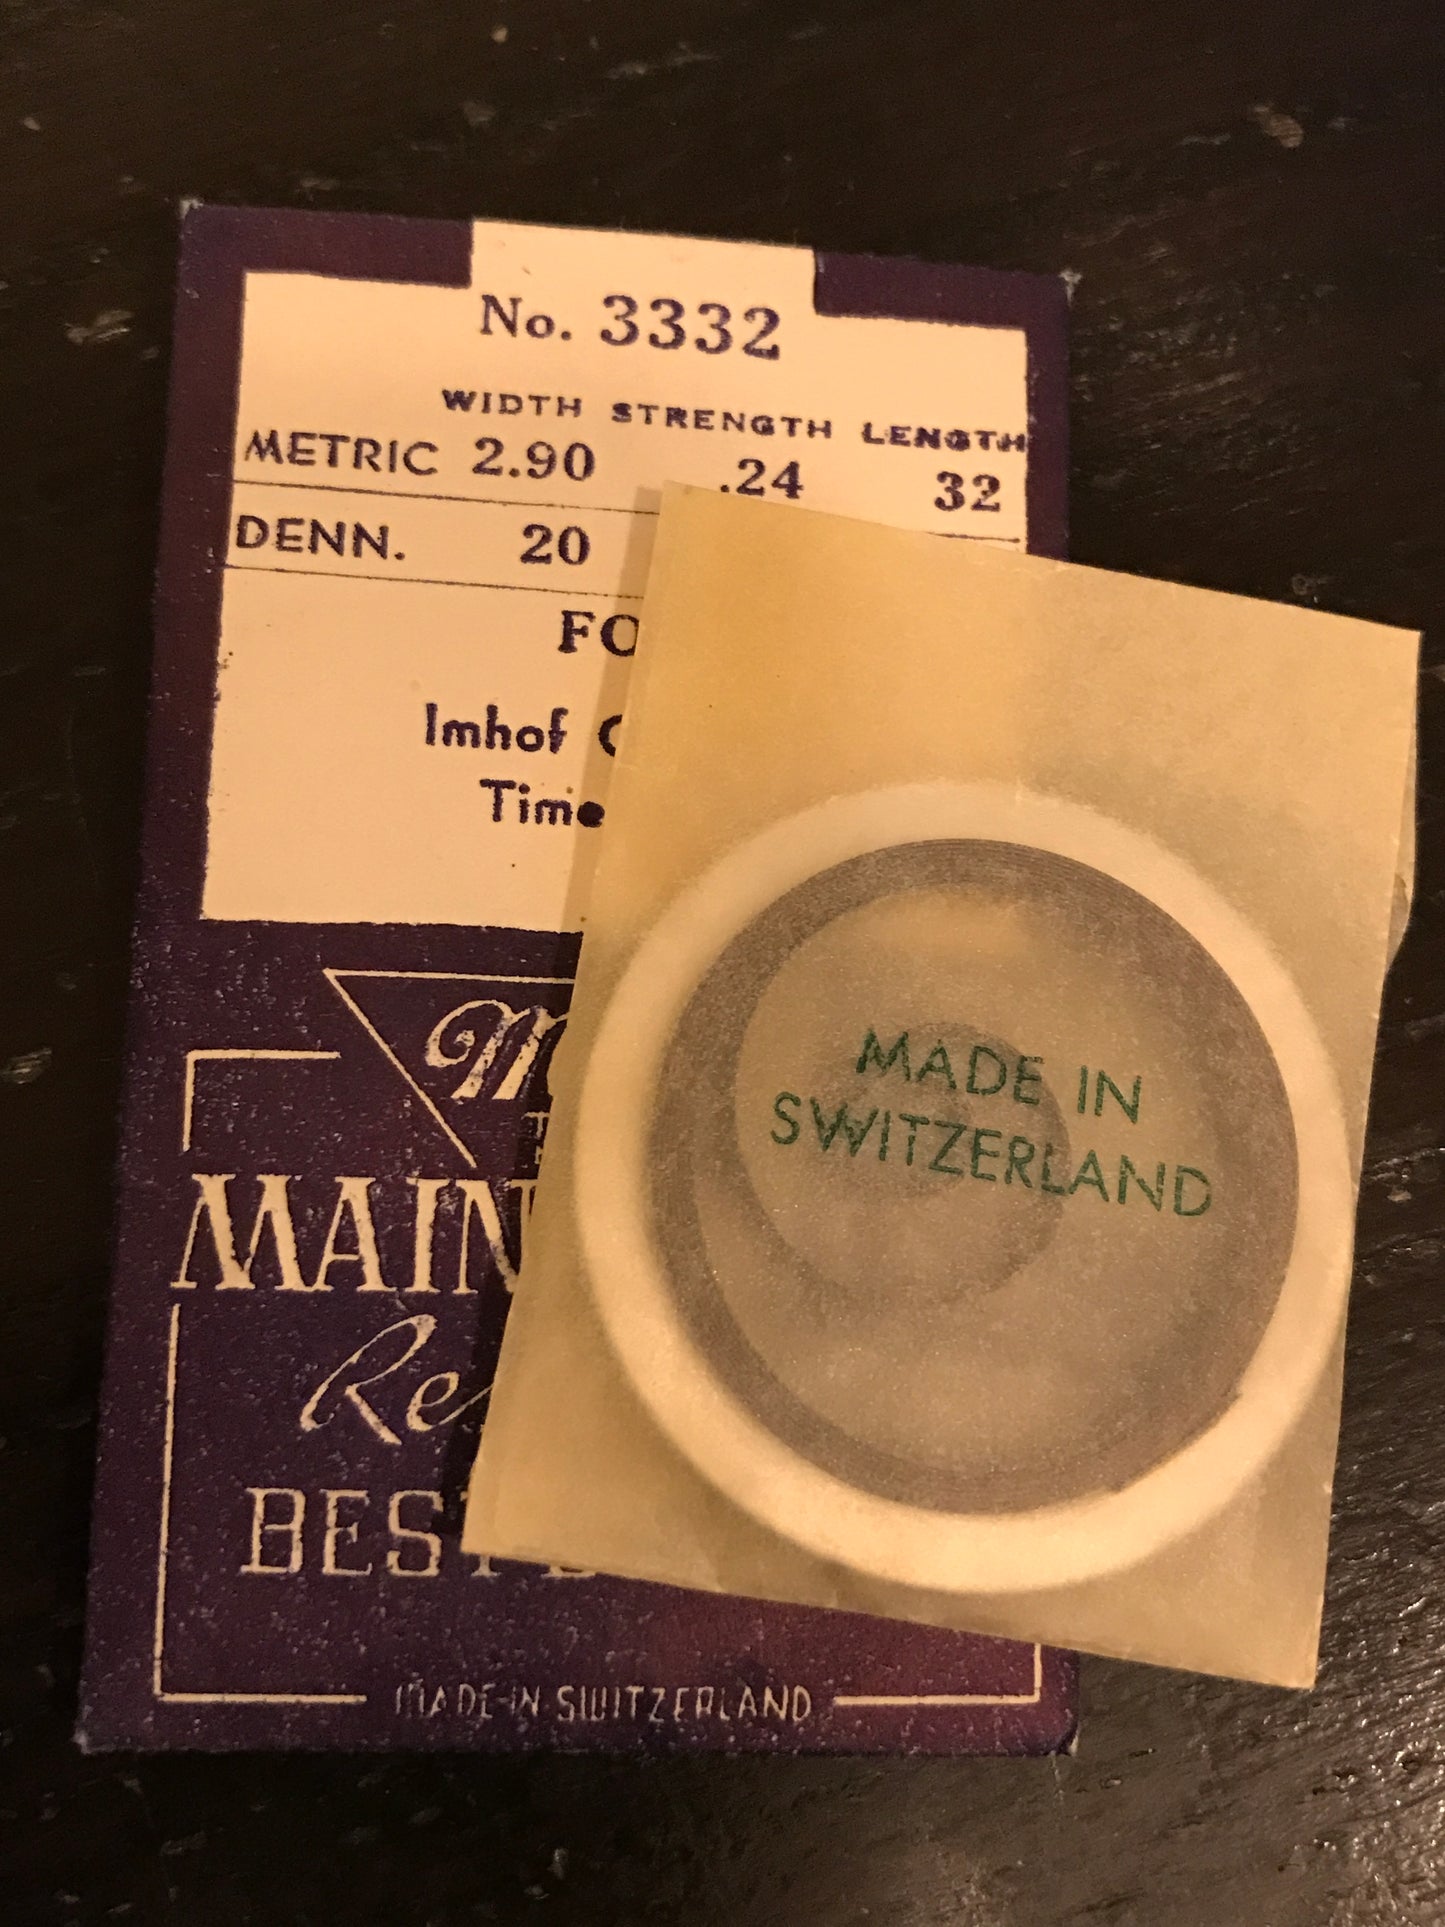 No. 3332
WIDTH STRENGTH LENGTH
METRIC 2.90 .24 32
DENN. 20
FO
Imhof
Time
MAIN
Re
BEST
MADE IN SWITZERLAND
MADE IN
SWITZERLAND